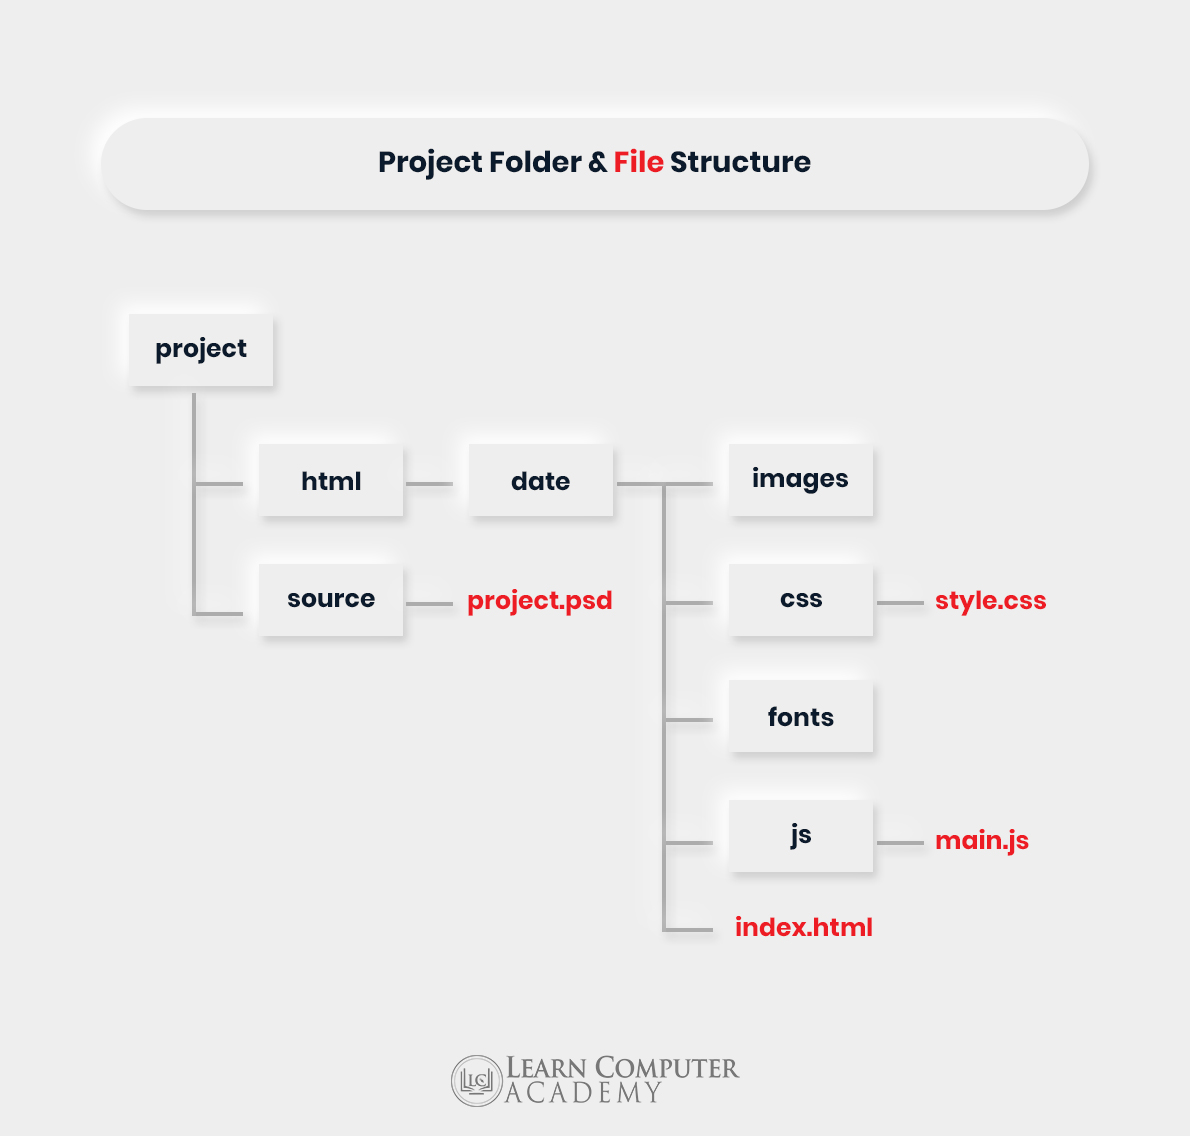 Project Folder & File Structure
project
html
date
images
source
project.psd
css
style.css
fonts
js
main.js
index.html
LC
LEARN COMPUTER
ACADEMY